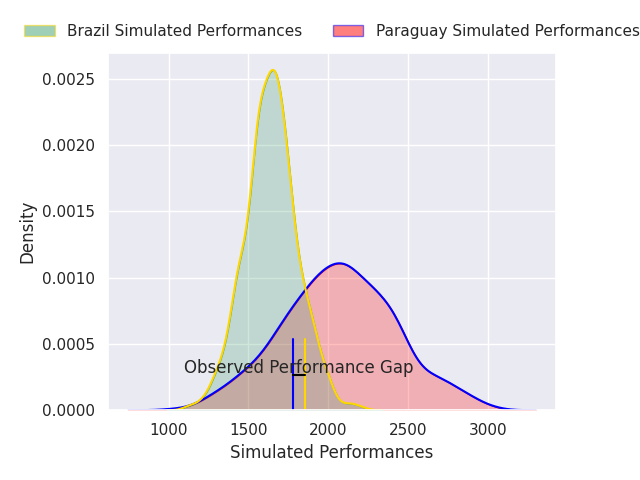 Brazil Simulated Performances
Paraguay Simulated Performances
0.0025
0.0020
0.0015
0.0010
0.0005
0.0000
Density
Observed Performance Gap
1000
1500
2000
2500
3000
Simulated Performances